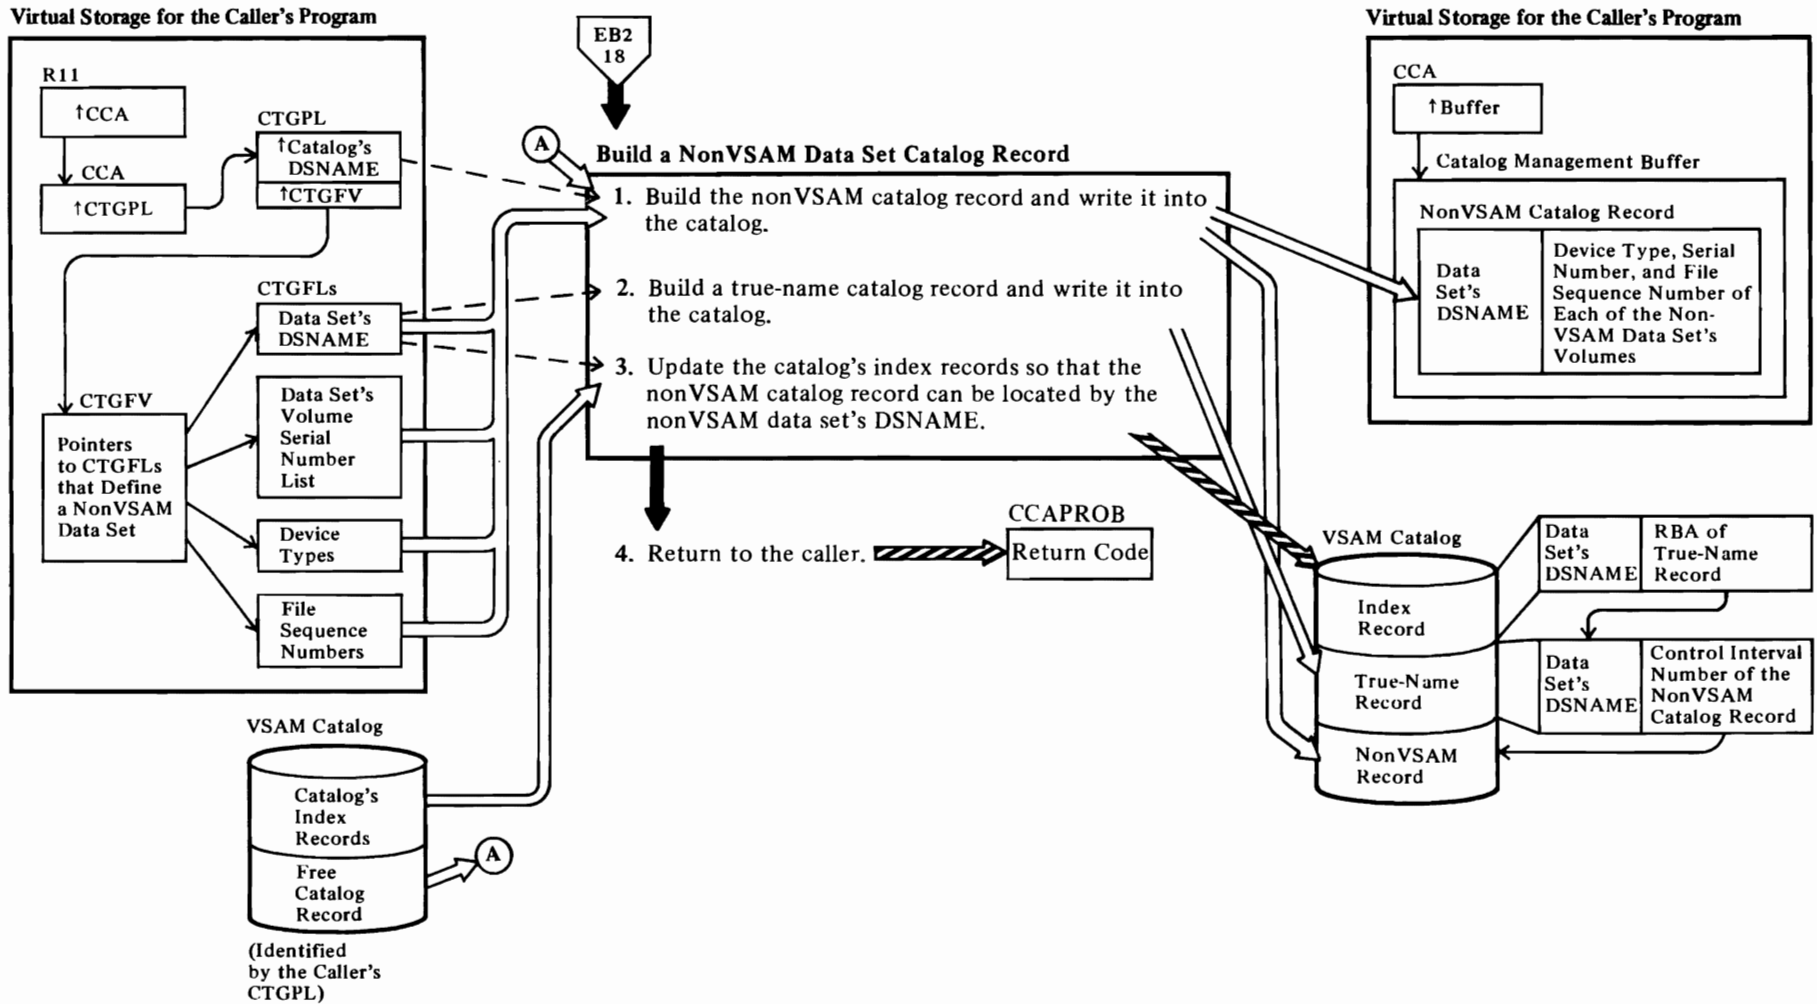 Virtual Storage for the Caller's Program
R11
↑CCA
CCA
↑CTGPL
CTGPL
↑Catalog's
DSNAME
↑CTGFV
CTGFLs
Data Set's
DSNAME
Data Set's
Volume
Serial
Number
List
Device
Types
File
Sequence
Numbers
CTGFV
Pointers
to CTGFLs
that Define
a NonVSAM
Data Set
VSAM Catalog
Catalog's
Index
Records
Free
Catalog
Record
A
(Identified
by the Caller's
CTGPL)
EB2
18
A
Build a NonVSAM Data Set Catalog Record
1. Build the nonVSAM catalog record and write it into
the catalog.
2. Build a true-name catalog record and write it into
the catalog.
3. Update the catalog's index records so that the
nonVSAM catalog record can be located by the
nonVSAM data set's DSNAME.
4. Return to the caller.
CCAPROB
Return Code
Virtual Storage for the Caller's Program
CCA
↑Buffer
Catalog Management Buffer
NonVSAM Catalog Record
Data
Set's
DSNAME
Device Type, Serial
Number, and File
Sequence Number of
Each of the Non-
VSAM Data Set's
Volumes
VSAM Catalog
Index
Record
True-Name
Record
NonVSAM
Record
Data
Set's
DSNAME
RBA of
True-Name
Record
Data
Set's
DSNAME
Control Interval
Number of the
NonVSAM
Catalog Record